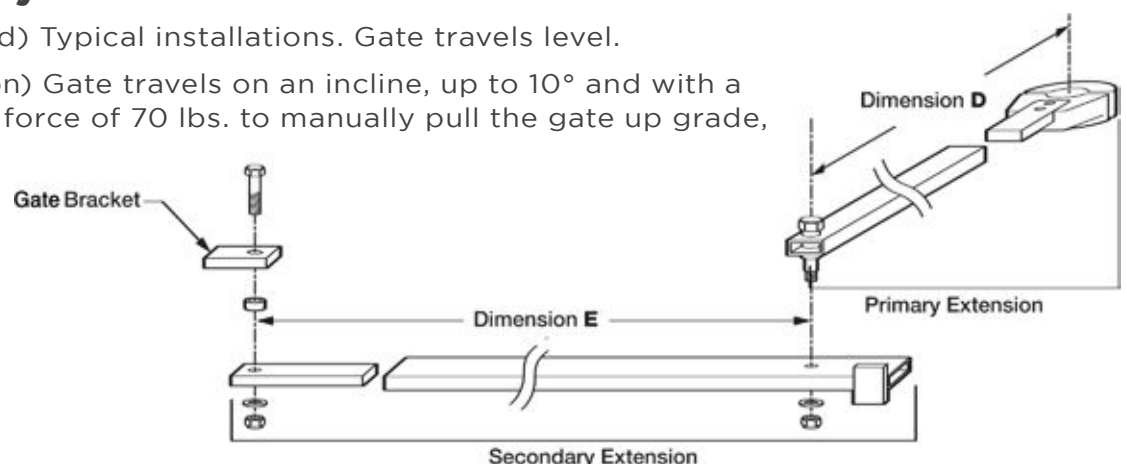 d) Typical installations. Gate travels level.
on) Gate travels on an incline, up to 10° and with a
force of 70 lbs. to manually pull the gate up grade,
Dimension D
Gate Bracket
Primary Extension
Dimension E
Secondary Extension